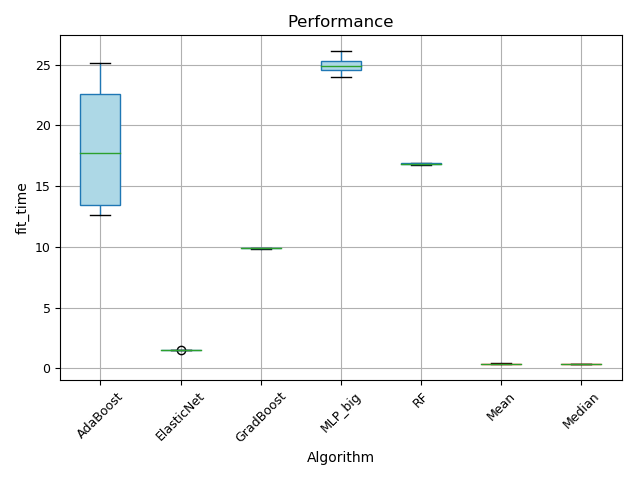 Performance
fit_time
25
20
15
10
5
0
AdaBoost
ElasticNet
GradBoost
MLP_big
RF
Mean
Median
Algorithm